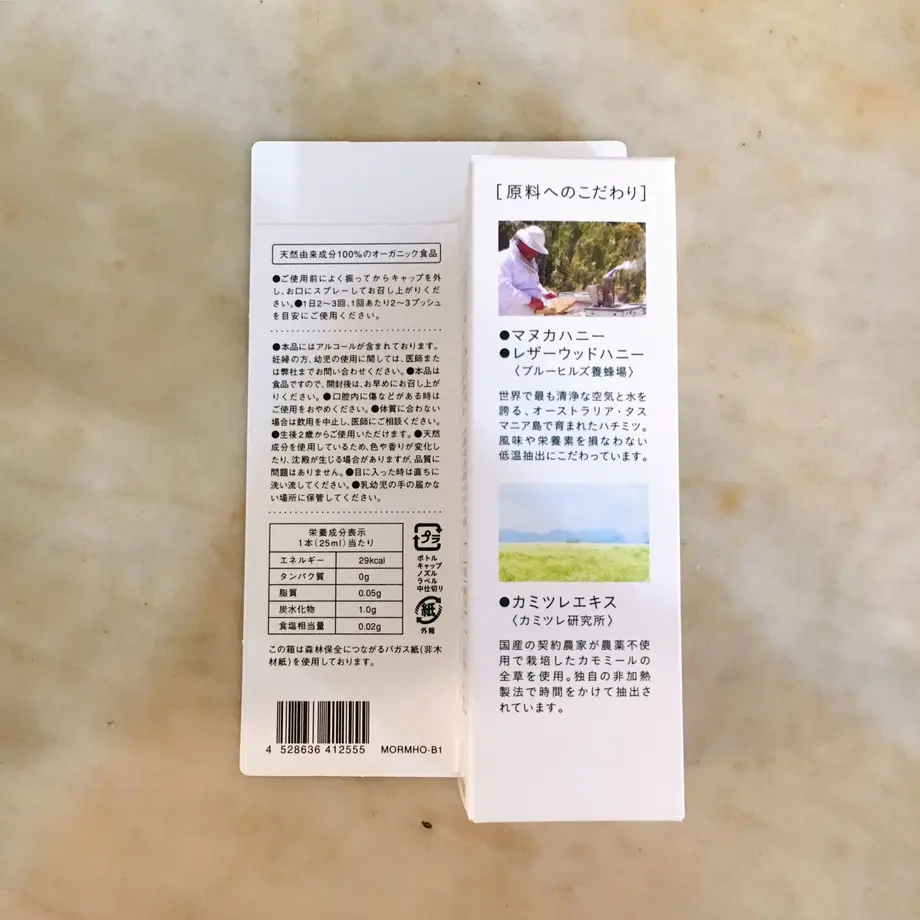 天然由来成分100%のオーガニック食品
●ご使用前によく振ってからキャップを外
し、お口にスプレーしてお召し上がりくだ
さい。●1日2〜3回、1回あたり2〜3プッシュ
を目安にご使用ください。
●本品にはアルコールが含まれております。
妊婦の方、幼児の使用に関しては、医師また
は弊社までお問い合わせください。●本品は
食品ですので、開封後は、お早めにお召し上が
りください。●口腔内に傷などがある時は
ご使用をおやめください。●体質に合わない
場合は飲用を中止し、医師にご相談ください。
●生後2歳からご使用いただけます。●天然
成分を使用しているため、色や香りが変化し
たり、沈殿が生じる場合がありますが、品質に
問題はありません。●目に入った時は直ちに
洗い流してください。●乳幼児の手の届かな
い場所に保管してください。
栄養成分表示
1本(25ml)当たり
エネルギー 29kcal
タンパク質 0g
脂質 0.05g
炭水化物 1.0g
食塩相当量 0.02g
プラ
ボトル
キャップ
ノズル
ラベル
中仕切り
紙
外箱
この箱は森林保全につながるバガス紙(非木
材紙)を使用しております。
4 528636 412555 MORMHO-B1
[原料へのこだわり]
●マヌカハニー
●レザーウッドハニー
〈ブルーヒルズ養蜂場〉
世界で最も清浄な空気と水を
誇る、オーストラリア・タス
マニア島で育まれたハチミツ。
風味や栄養素を損なわない
低温抽出にこだわっています。
●カミツレエキス
〈カミツレ研究所〉
国産の契約農家が農薬不使
用で栽培したカモミールの
全草を使用。独自の非加熱
製法で時間をかけて抽出さ
れています。